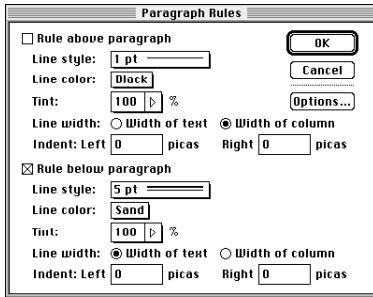 Paragraph Rules
Rule above paragraph
OK
Line style: 1 pt
Cancel
Line color: Black
Tint: 100 %
Options...
Line width: Width of text Width of column
Indent: Left 0 picas Right 0 picas
Rule below paragraph
Line style: 5 pt
Line color: Sand
Tint: 100 %
Line width: Width of text Width of column
Indent: Left 0 picas Right 0 picas